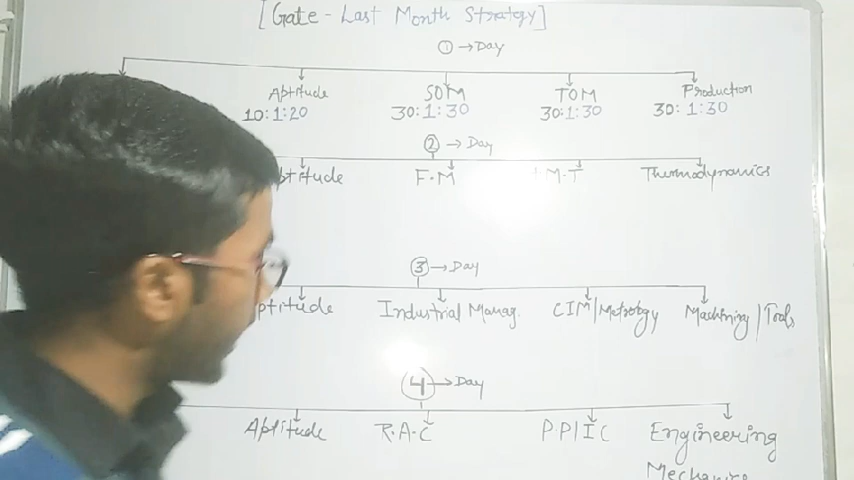 [Gate - Last Month Strategy]
① → Day
Aptitude SOM TOM Production
10:1:20 30:1:30 30:1:30 30:1:30
② → Day
ptitude F.M M.T Thermodynamics
③ → Day
ptitude Industrial Manag. CIM/Metrology Machining/Tools
④ → Day
Aptitude R.A.C P.P/I C Engineering
Mechanics